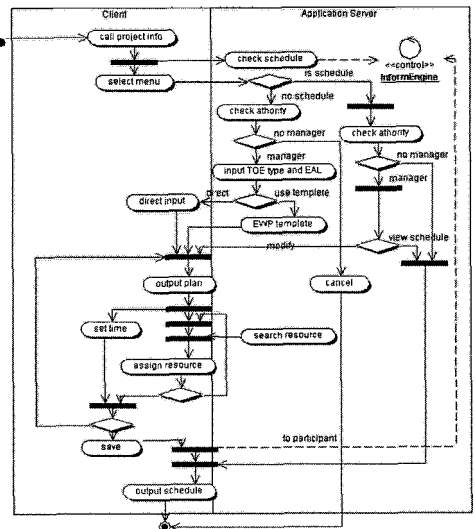 Client
Application Server
call project info
check schedule
<<control>>
InformEngine
select menu
is schedule
no schedule
check athority
check athority
no manager
no manager
manager
manager
input TOE type and EAL
direct
use templete
direct input
EWP templete
view schedule
modify
output plan
cancel
set time
search resource
assign resource
save
to participant
output schedule